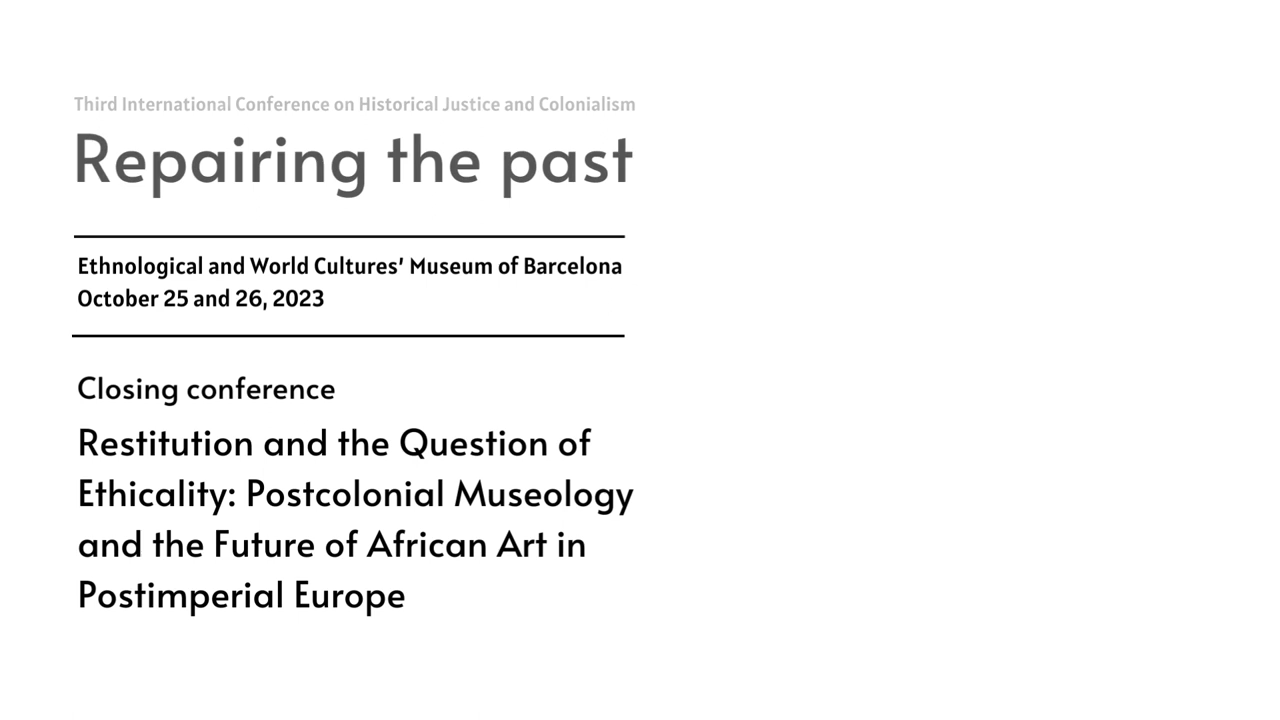 Third International Conference on Historical Justice and Colonialism
Repairing the past
Ethnological and World Cultures’ Museum of Barcelona
October 25 and 26, 2023
Closing conference
Restitution and the Question of
Ethicality: Postcolonial Museology
and the Future of African Art in
Postimperial Europe